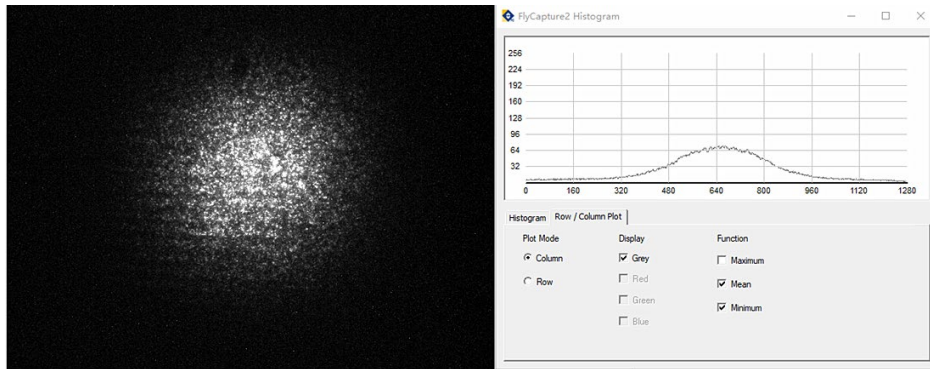 FlyCapture2 Histogram
256
224
192
160
128
96
64
32
0 160 320 480 640 800 960 1120 1280
Histogram Row / Column Plot
Plot Mode Display Function
Column Grey Maximum
Row Red Mean
Green Minimum
Blue